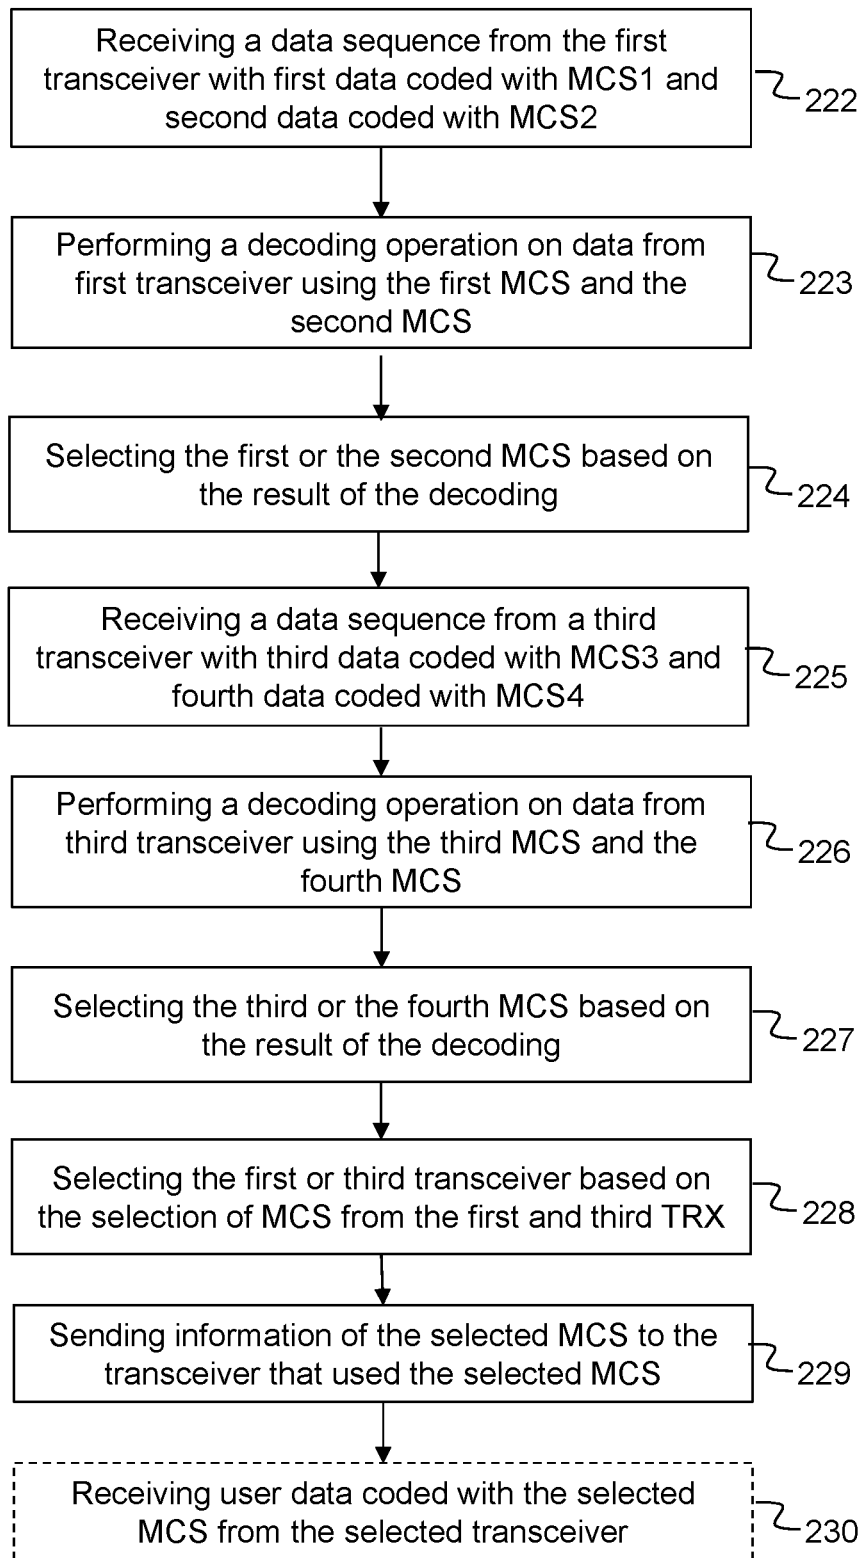 Receiving a data sequence from the first
transceiver with first data coded with MCS1 and
second data coded with MCS2
222
Performing a decoding operation on data from
first transceiver using the first MCS and the
second MCS
223
Selecting the first or the second MCS based on
the result of the decoding
224
Receiving a data sequence from a third
transceiver with third data coded with MCS3 and
fourth data coded with MCS4
225
Performing a decoding operation on data from
third transceiver using the third MCS and the
fourth MCS
226
Selecting the third or the fourth MCS based on
the result of the decoding
227
Selecting the first or third transceiver based on
the selection of MCS from the first and third TRX
228
Sending information of the selected MCS to the
transceiver that used the selected MCS
229
Receiving user data coded with the selected
MCS from the selected transceiver
230